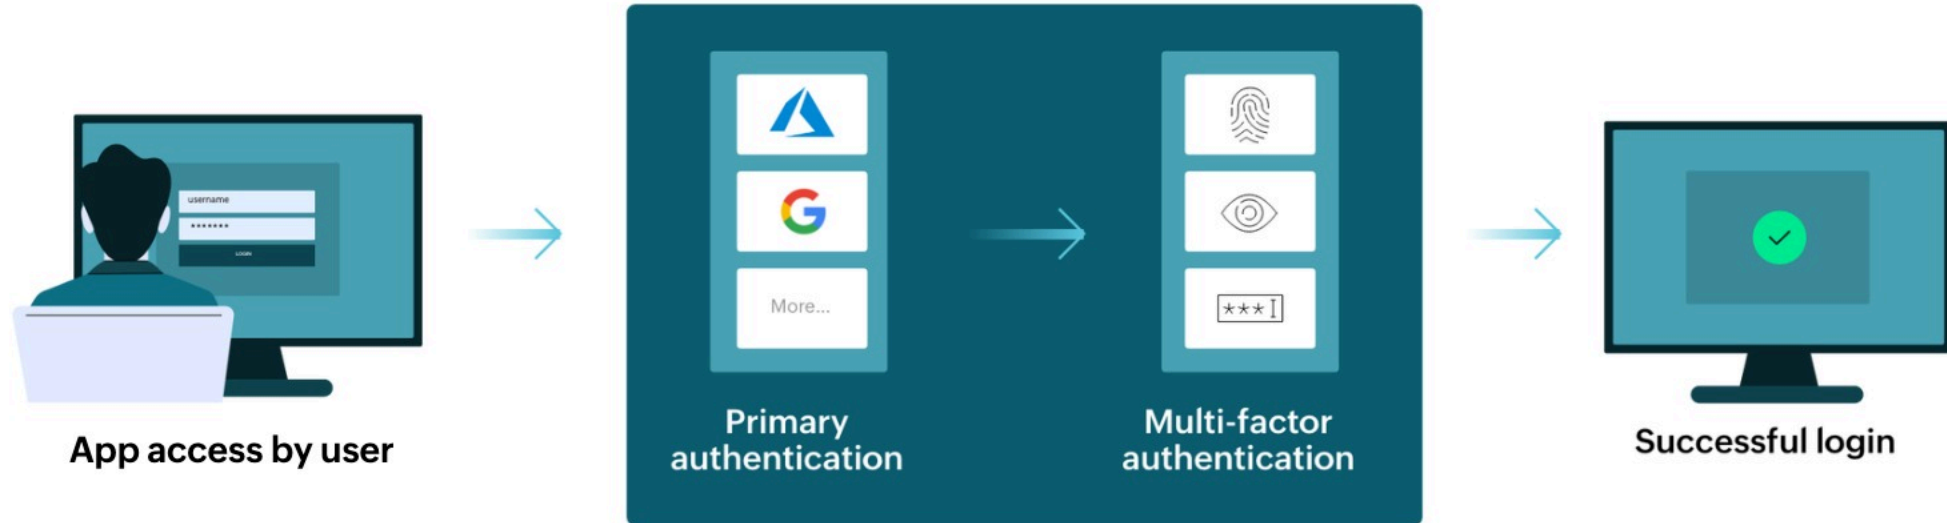 username
*******
LOGIN
App access by user
More...
Primary
authentication
***
Multi-factor
authentication
Successful login